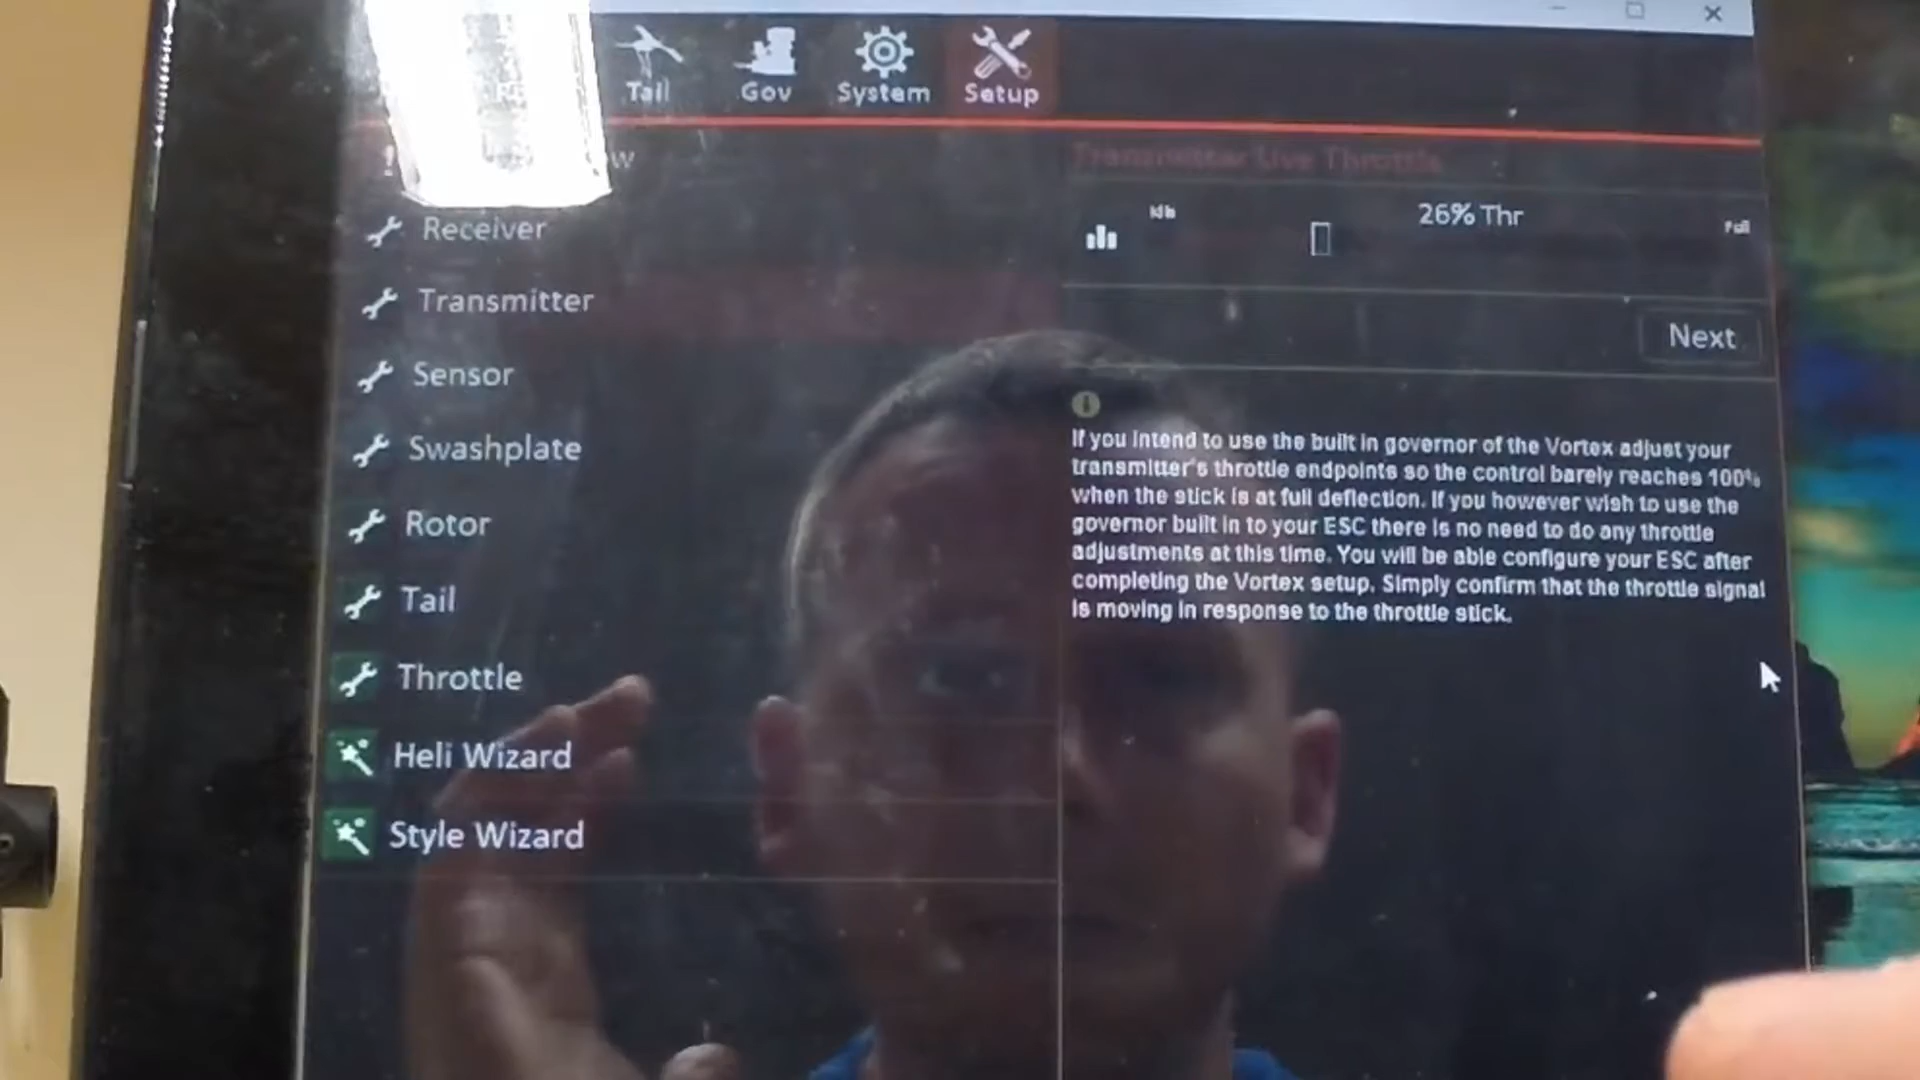 Tail Gov System Setup
Transmitter Live Throttle
Idle 26% Thr Full
Receiver
Transmitter
Next
Sensor
If you intend to use the built in governor of the Vortex adjust your
transmitter's throttle endpoints so the control barely reaches 100%
when the stick is at full deflection. If you however wish to use the
governor built in to your ESC there is no need to do any throttle
adjustments at this time. You will be able configure your ESC after
completing the Vortex setup. Simply confirm that the throttle signal
is moving in response to the throttle stick.
Swashplate
Rotor
Tail
Throttle
Heli Wizard
Style Wizard